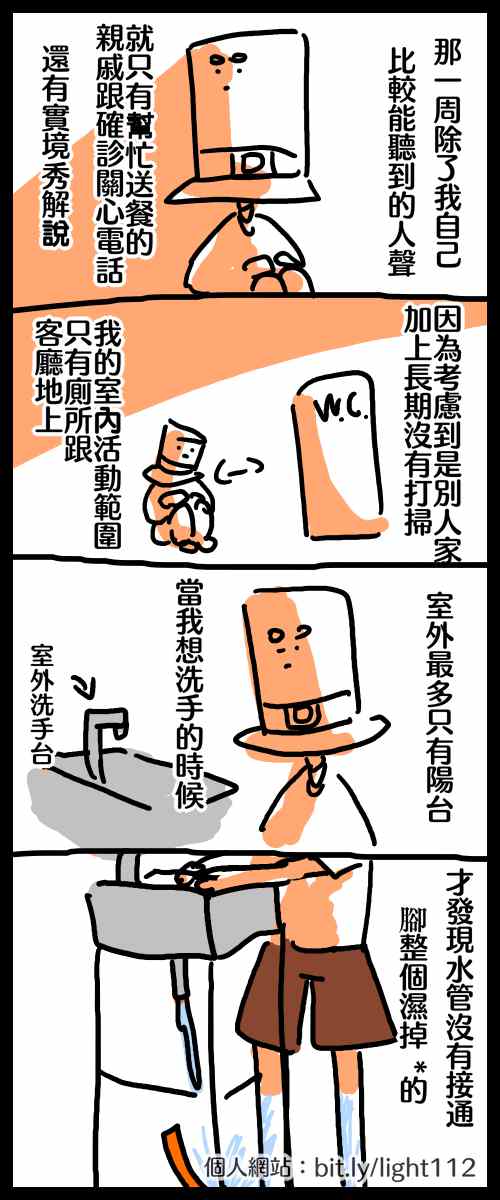 那一周除了我自己
比較能聽到的人聲
就只有幫忙送餐的
親戚跟確診關心電話
還有實境秀解說
因為考慮到是別人家
加上長期沒有打掃
W.C.
我的室內活動範圍
只有廁所跟
客廳地上
室外最多只有陽台
當我想洗手的時候
室外洗手台
才發現水管沒有接通
腳整個濕掉 *的
個人網站：bit.ly/light112